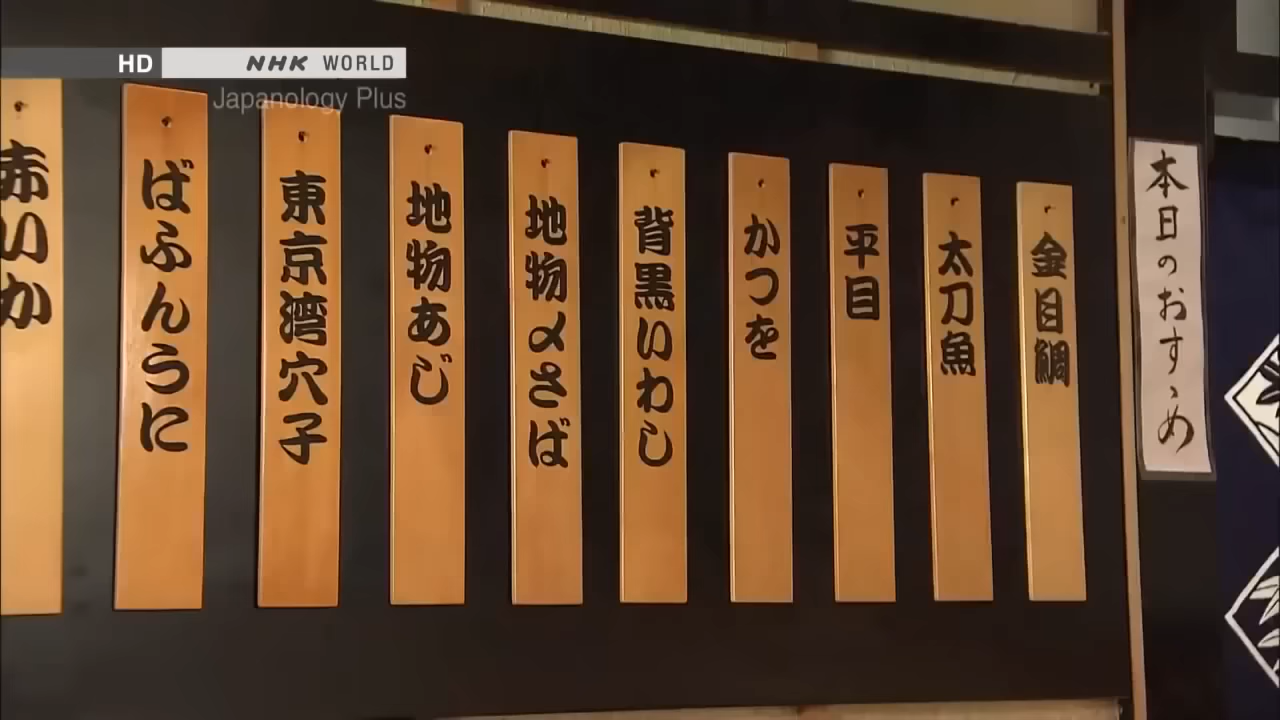 HD NHK WORLD
Japanology Plus
本日のおすゝめ
金目鯛
太刀魚
平目
かつを
背黒いわし
地物〆さば
地物あじ
東京湾穴子
ばふんうに
赤いか